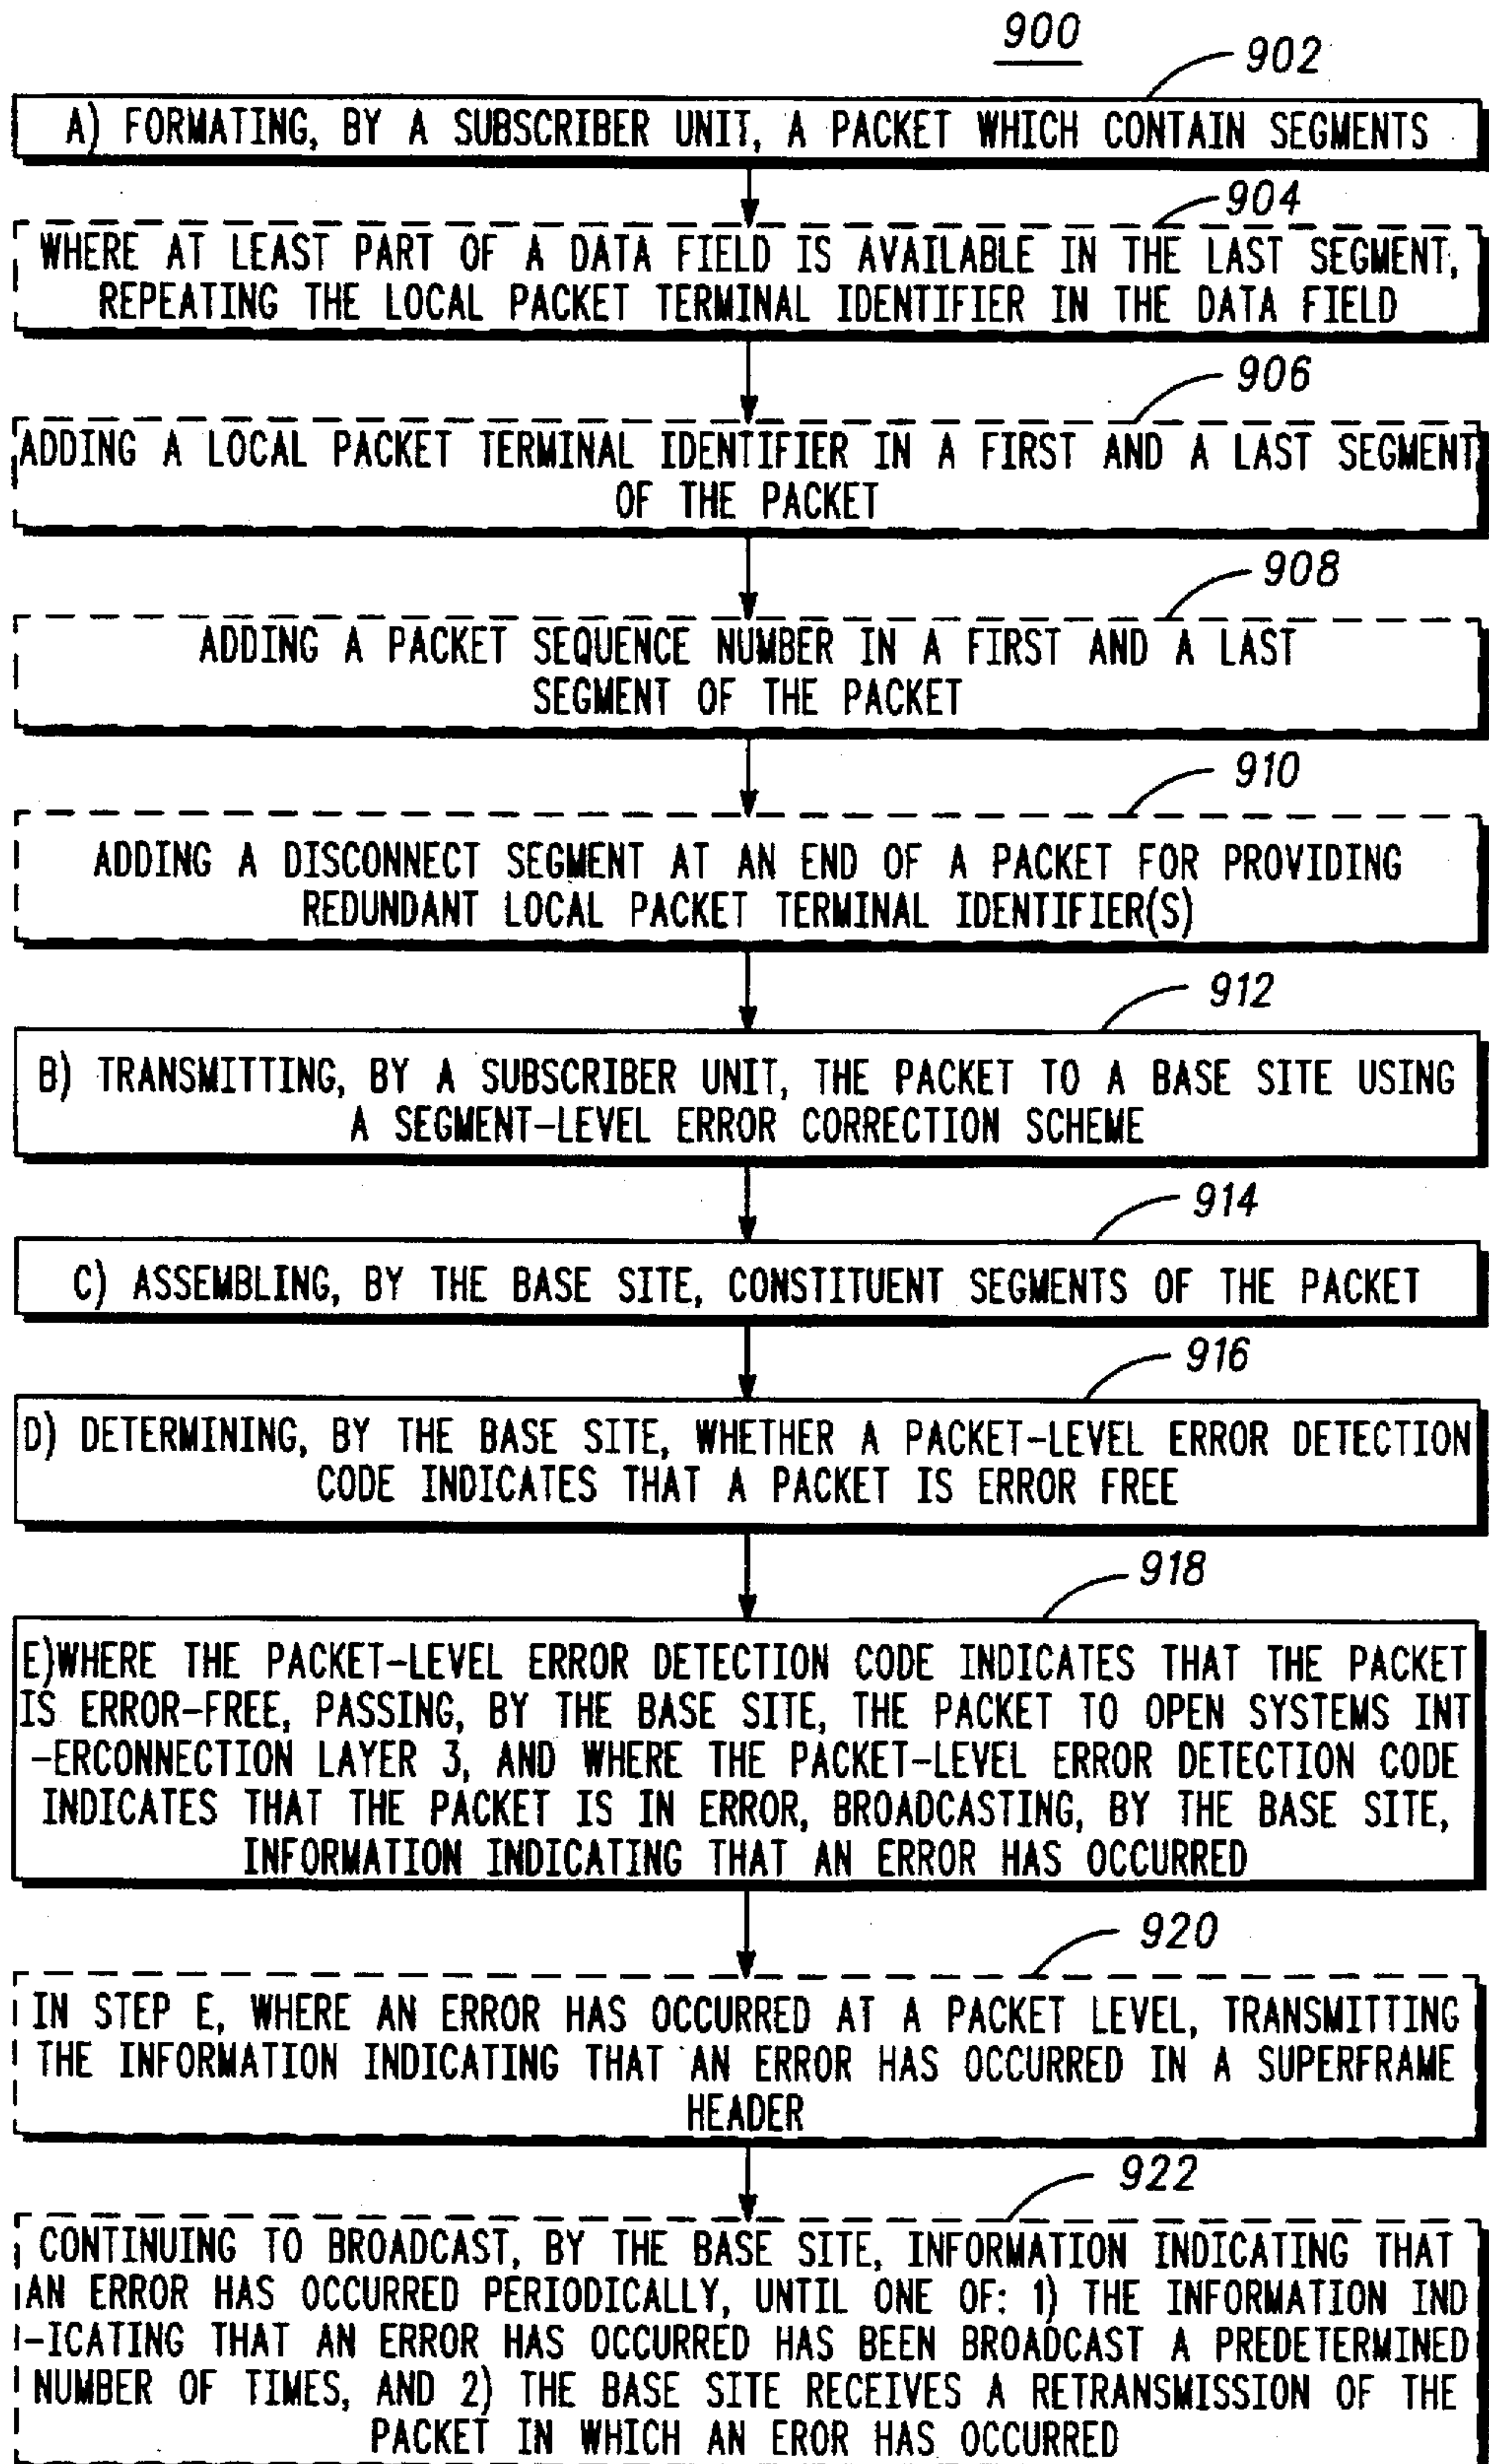 900
902
A) FORMATING, BY A SUBSCRIBER UNIT, A PACKET WHICH CONTAIN SEGMENTS
904
WHERE AT LEAST PART OF A DATA FIELD IS AVAILABLE IN THE LAST SEGMENT,
REPEATING THE LOCAL PACKET TERMINAL IDENTIFIER IN THE DATA FIELD
906
ADDING A LOCAL PACKET TERMINAL IDENTIFIER IN A FIRST AND A LAST SEGMENT
OF THE PACKET
908
ADDING A PACKET SEQUENCE NUMBER IN A FIRST AND A LAST
SEGMENT OF THE PACKET
910
ADDING A DISCONNECT SEGMENT AT AN END OF A PACKET FOR PROVIDING
REDUNDANT LOCAL PACKET TERMINAL IDENTIFIER(S)
912
B) TRANSMITTING, BY A SUBSCRIBER UNIT, THE PACKET TO A BASE SITE USING
A SEGMENT-LEVEL ERROR CORRECTION SCHEME
914
C) ASSEMBLING, BY THE BASE SITE, CONSTITUENT SEGMENTS OF THE PACKET
916
D) DETERMINING, BY THE BASE SITE, WHETHER A PACKET-LEVEL ERROR DETECTION
CODE INDICATES THAT A PACKET IS ERROR FREE
918
E)WHERE THE PACKET-LEVEL ERROR DETECTION CODE INDICATES THAT THE PACKET
IS ERROR-FREE, PASSING, BY THE BASE SITE, THE PACKET TO OPEN SYSTEMS INT
-ERCONNECTION LAYER 3, AND WHERE THE PACKET-LEVEL ERROR DETECTION CODE
INDICATES THAT THE PACKET IS IN ERROR, BROADCASTING, BY THE BASE SITE,
INFORMATION INDICATING THAT AN ERROR HAS OCCURRED
920
IN STEP E, WHERE AN ERROR HAS OCCURRED AT A PACKET LEVEL, TRANSMITTING
THE INFORMATION INDICATING THAT AN ERROR HAS OCCURRED IN A SUPERFRAME
HEADER
922
CONTINUING TO BROADCAST, BY THE BASE SITE, INFORMATION INDICATING THAT
AN ERROR HAS OCCURRED PERIODICALLY, UNTIL ONE OF: 1) THE INFORMATION IND
-ICATING THAT AN ERROR HAS OCCURRED HAS BEEN BROADCAST A PREDETERMINED
NUMBER OF TIMES, AND 2) THE BASE SITE RECEIVES A RETRANSMISSION OF THE
PACKET IN WHICH AN EROR HAS OCCURRED